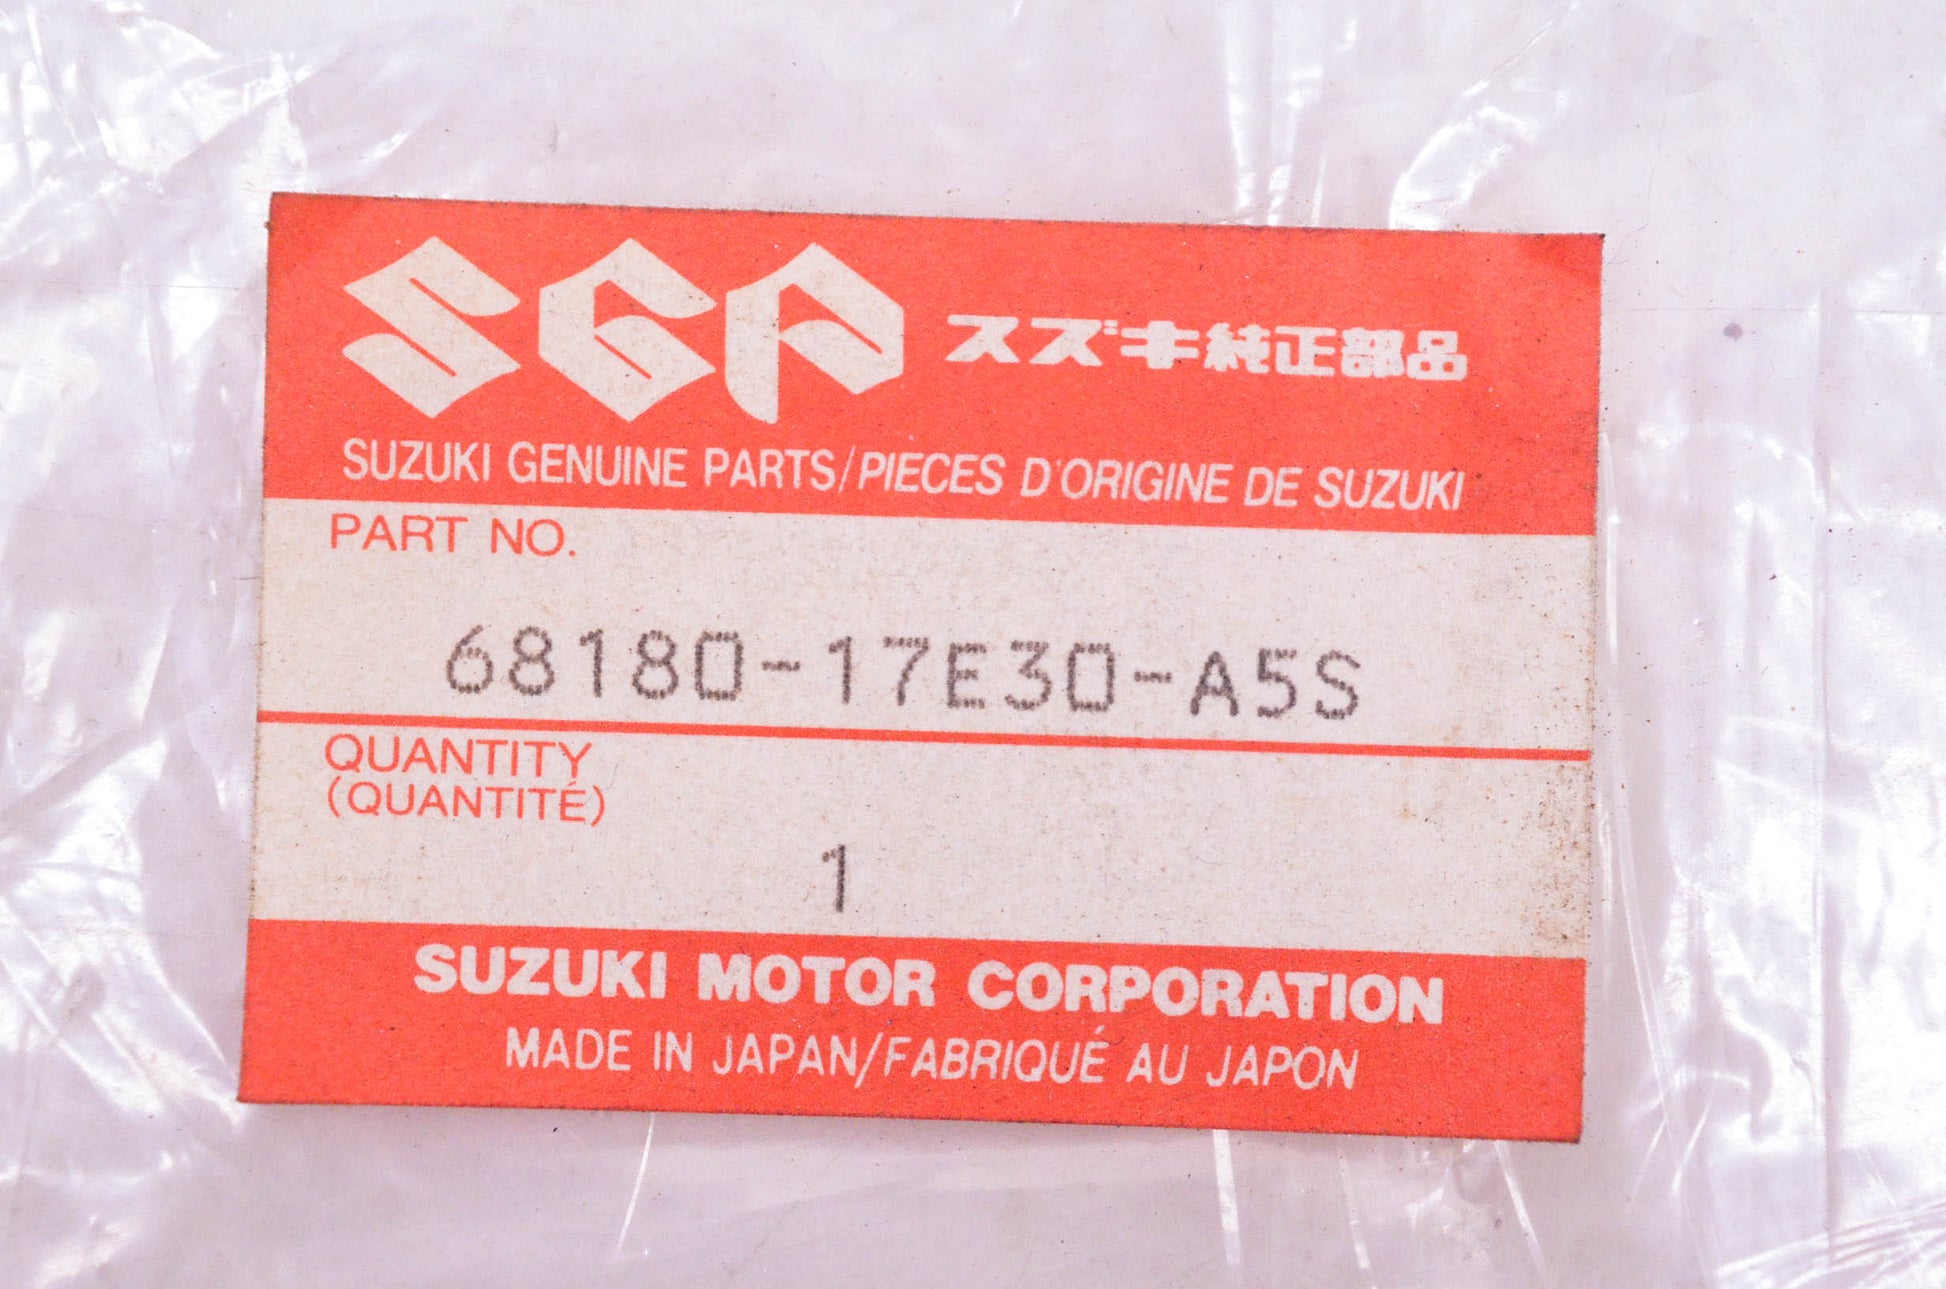 SGP スズキ純正部品
SUZUKI GENUINE PARTS/PIÈCES D'ORIGINE DE SUZUKI
PART NO.
68180-17E30-A5S
QUANTITY
(QUANTITÉ)
1
SUZUKI MOTOR CORPORATION
MADE IN JAPAN/FABRIQUÉ AU JAPON